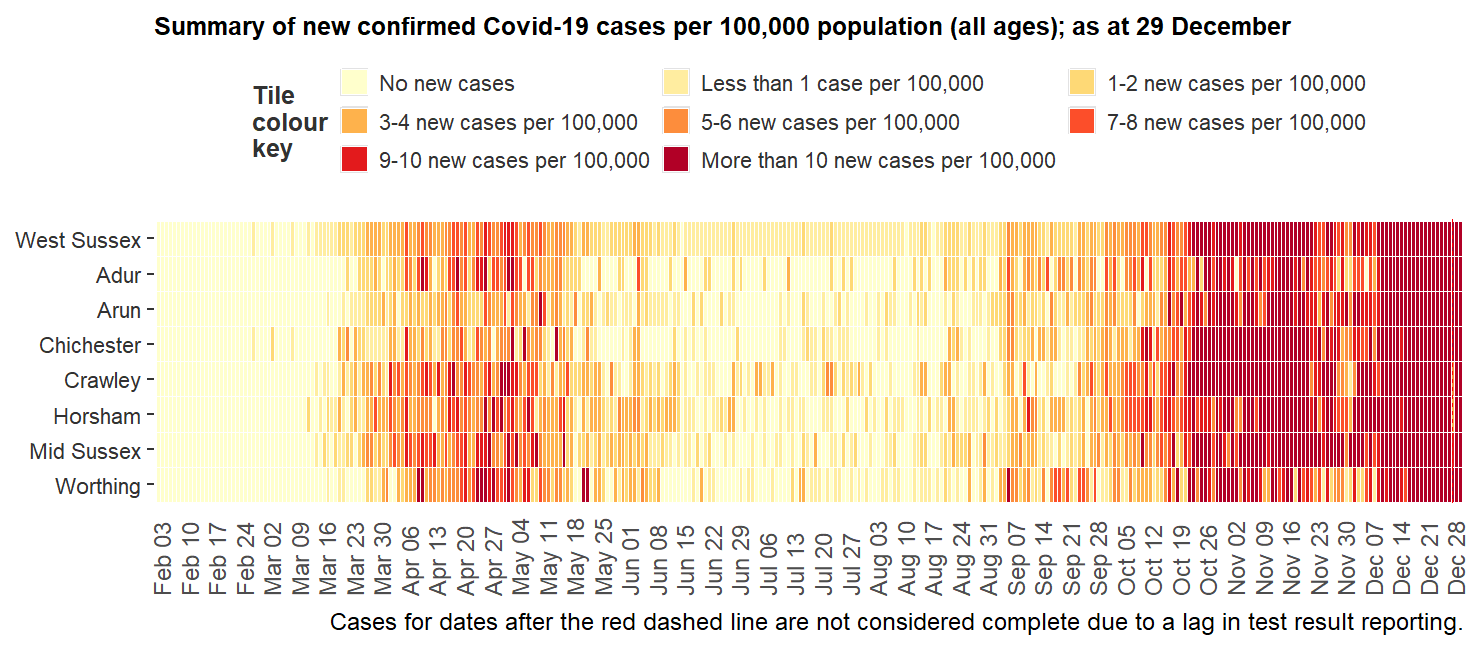 Summary of new confirmed Covid-19 cases per 100,000 population (all ages); as at 29 December
Tile
colour
key
No new cases
Less than 1 case per 100,000
1-2 new cases per 100,000
3-4 new cases per 100,000
5-6 new cases per 100,000
7-8 new cases per 100,000
9-10 new cases per 100,000
More than 10 new cases per 100,000
West Sussex
Adur
Arun
Chichester
Crawley
Horsham
Mid Sussex
Worthing
Feb 03
Feb 10
Feb 17
Feb 24
Mar 02
Mar 09
Mar 16
Mar 23
Mar 30
Apr 06
Apr 13
Apr 20
Apr 27
May 04
May 11
May 18
May 25
Jun 01
Jun 08
Jun 15
Jun 22
Jun 29
Jul 06
Jul 13
Jul 20
Jul 27
Aug 03
Aug 10
Aug 17
Aug 24
Aug 31
Sep 07
Sep 14
Sep 21
Sep 28
Oct 05
Oct 12
Oct 19
Oct 26
Nov 02
Nov 09
Nov 16
Nov 23
Nov 30
Dec 07
Dec 14
Dec 21
Dec 28
Cases for dates after the red dashed line are not considered complete due to a lag in test result reporting.